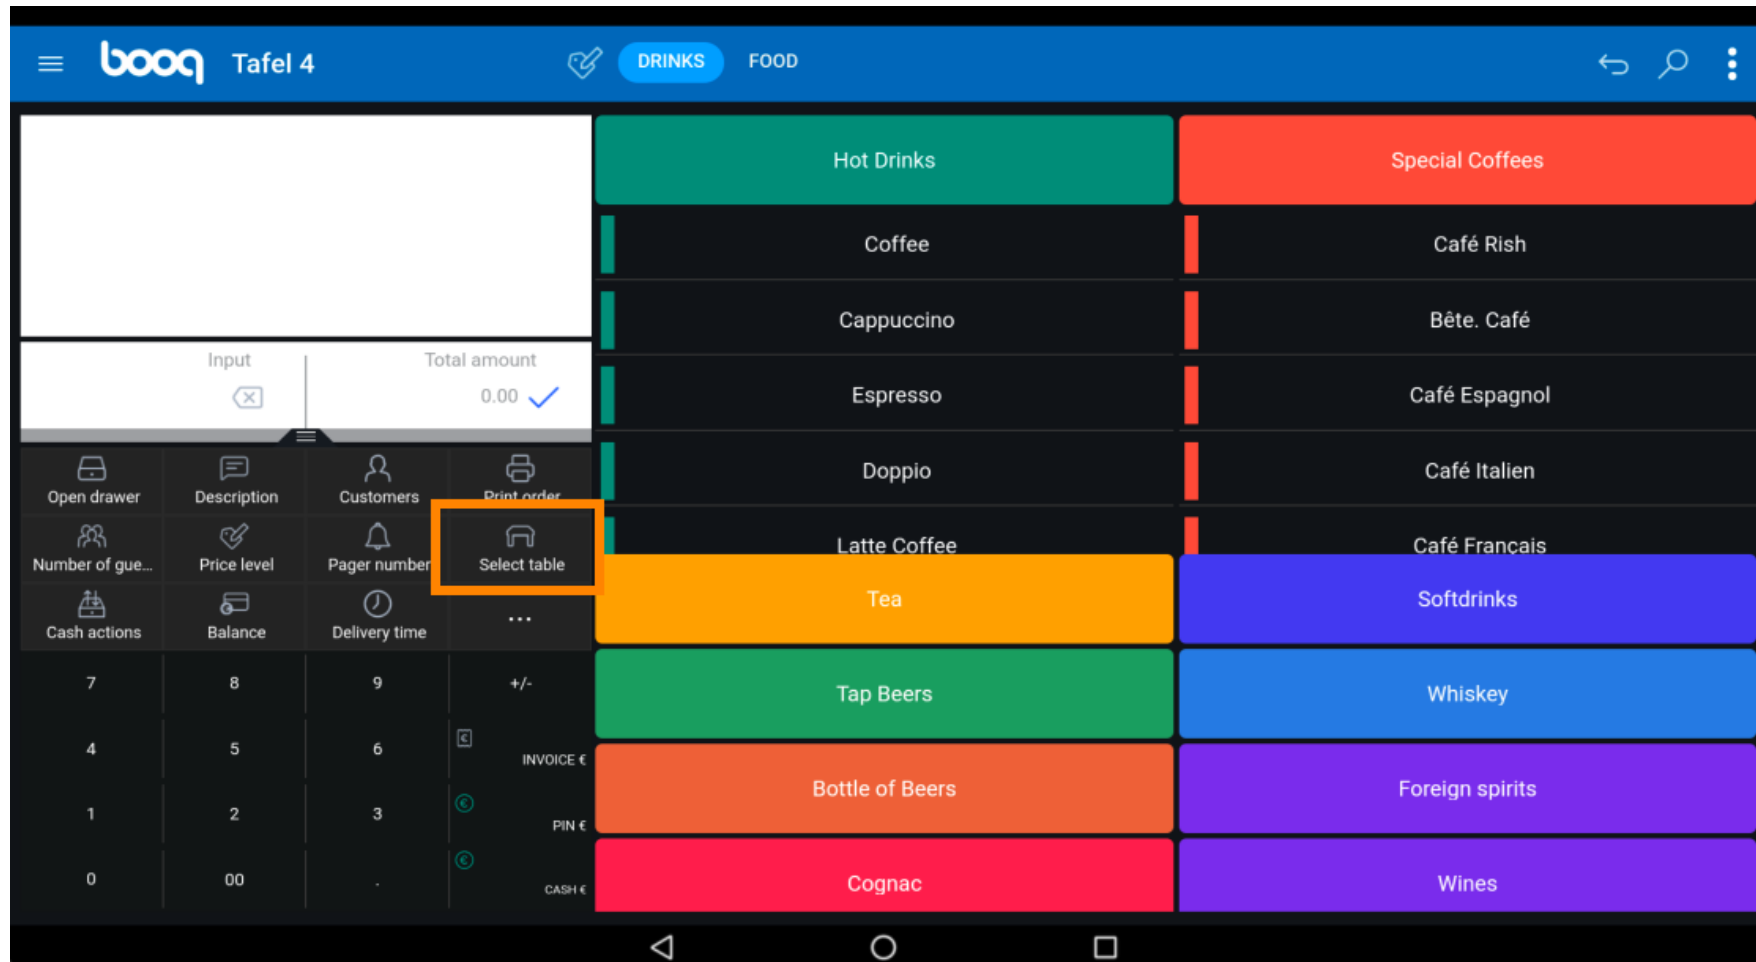 booq Tafel 4 DRINKS FOOD
Hot Drinks
Special Coffees
Coffee
Café Rish
Cappuccino
Bête. Café
Input Total amount
0.00
Espresso
Café Espagnol
Open drawer Description Customers Print order
Doppio
Café Italien
Number of gue... Price level Pager number Select table
Latte Coffee
Café Français
Cash actions Balance Delivery time ...
Tea
Softdrinks
7 8 9 +/-
Tap Beers
Whiskey
4 5 6 INVOICE €
Bottle of Beers
Foreign spirits
1 2 3 PIN €
0 00 . CASH €
Cognac
Wines